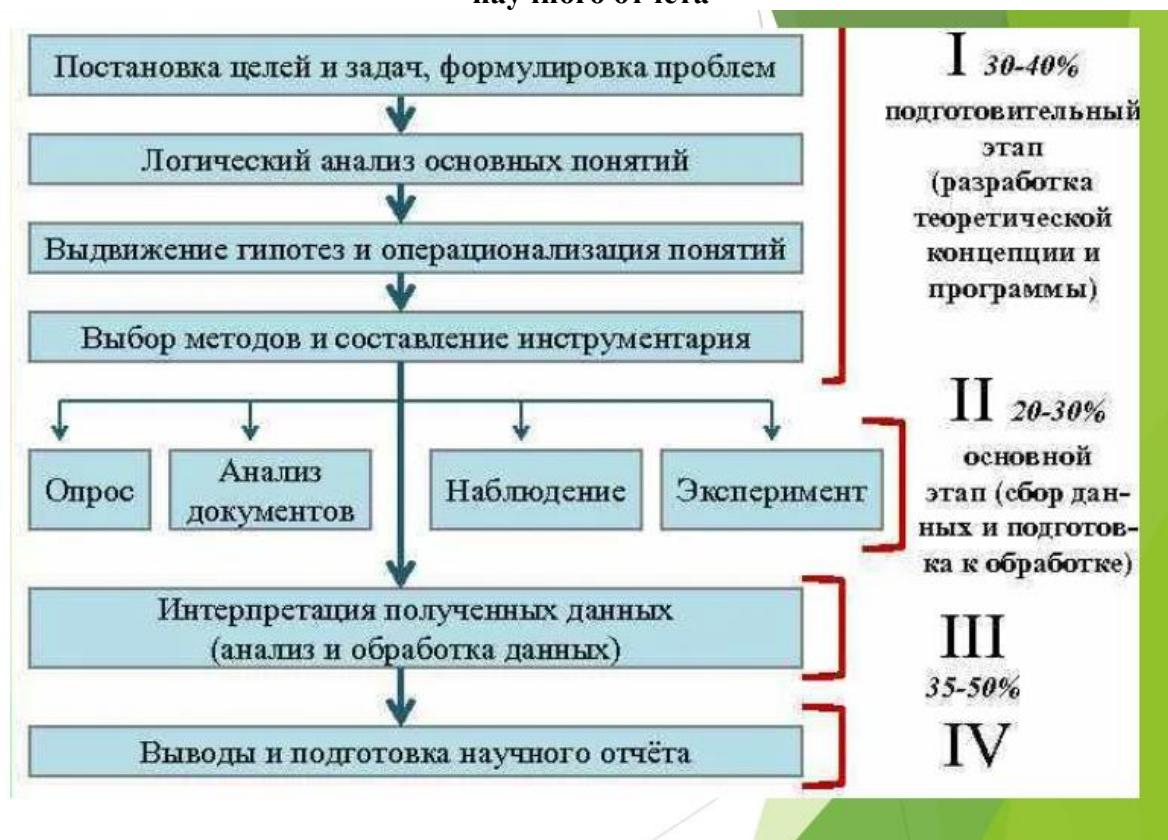 научного отчета
Постановка целей и задач, формулировка проблем
Логический анализ основных понятий
Выдвижение гипотез и операционализация понятий
Выбор методов и составление инструментария
Опрос
Анализ
документов
Наблюдение
Эксперимент
Интерпретация полученных данных
(анализ и обработка данных)
Выводы и подготовка научного отчёта
I 30-40%
подготовительный
этап
(разработка
теоретической
концепции и
программы)
II 20-30%
основной
этап (сбор дан-
ных и подготов-
ка к обработке)
III
35-50%
IV